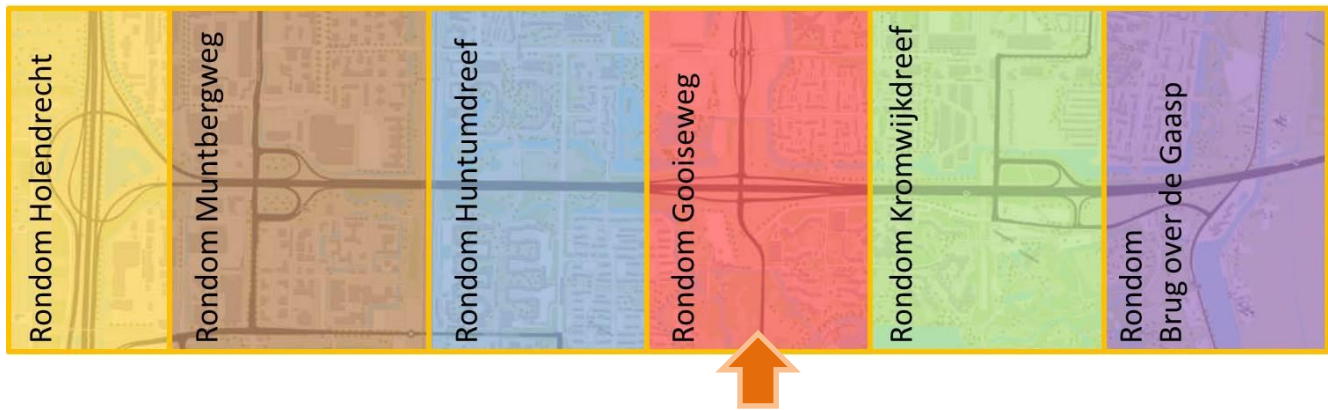 Rondom Holendrecht
Rondom Muntbergweg
Rondom Huntumdreef
Rondom Gooiseweg
Rondom Kromwijkdreef
Rondom
Brug over de Gaasp